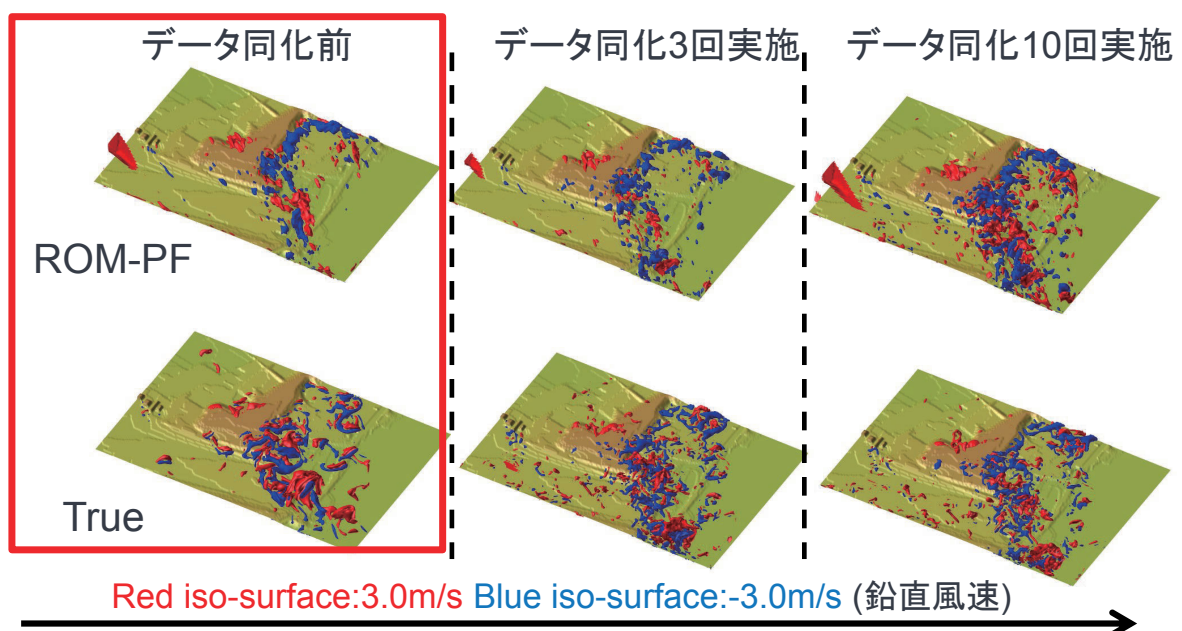 データ同化前
データ同化3回実施
データ同化10回実施
ROM-PF
True
Red iso-surface:3.0m/s Blue iso-surface:-3.0m/s (鉛直風速)